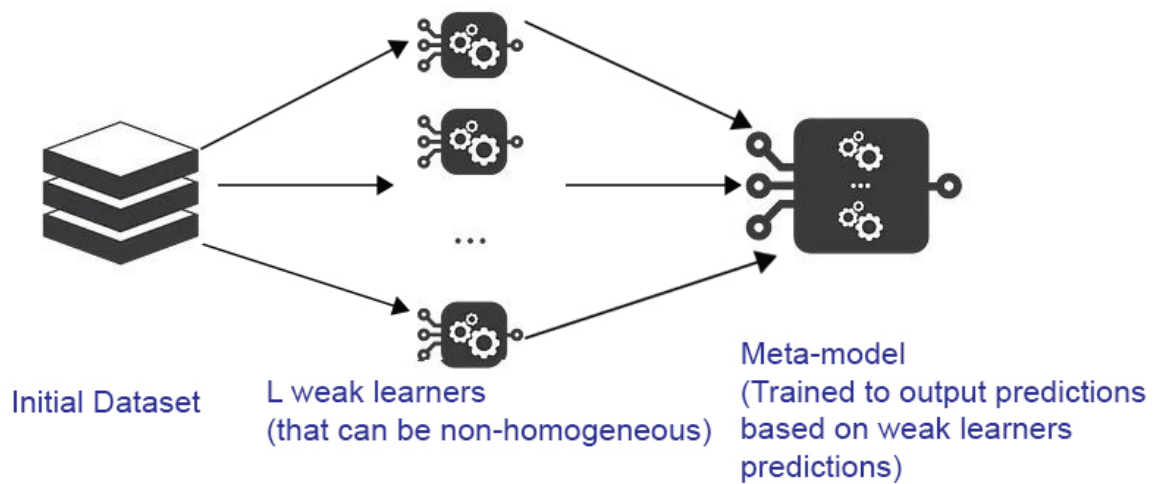 ...
...
Initial Dataset
L weak learners
(that can be non-homogeneous)
Meta-model
(Trained to output predictions
based on weak learners
predictions)